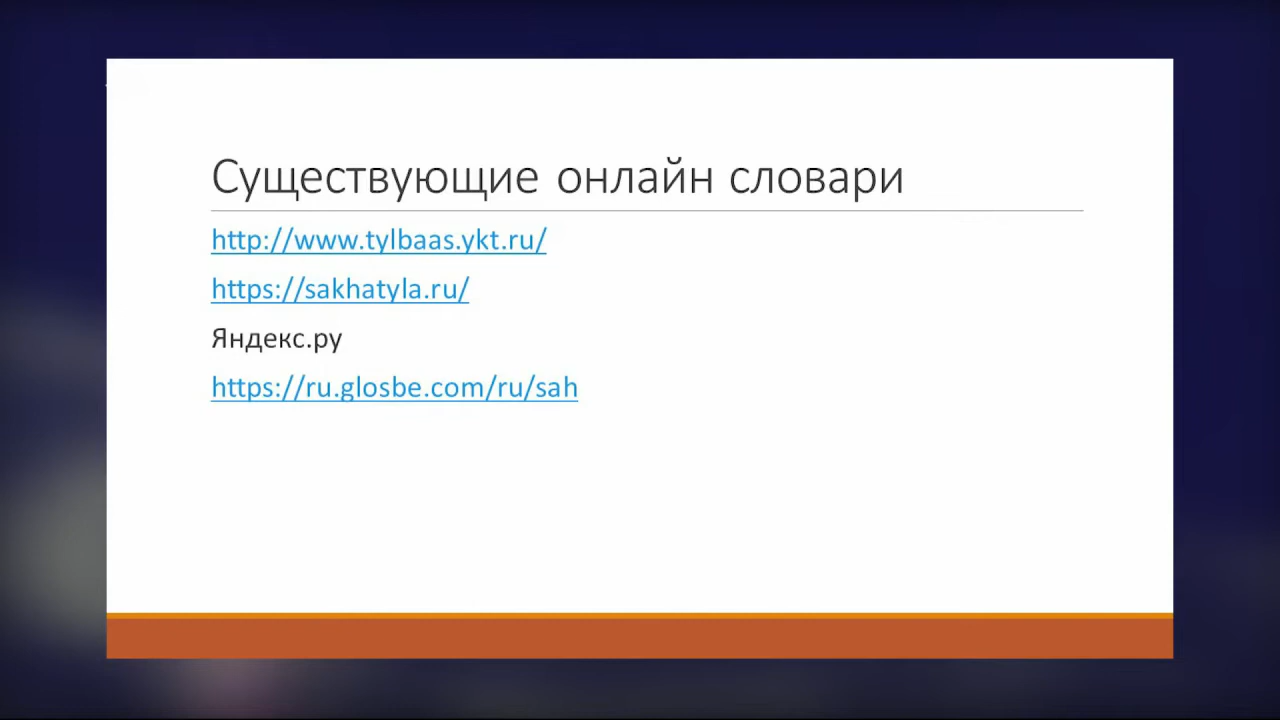 Существующие онлайн словари
http://www.tylbaas.ykt.ru/
https://sakhatyla.ru/
Яндекс.ру
https://ru.glosbe.com/ru/sah